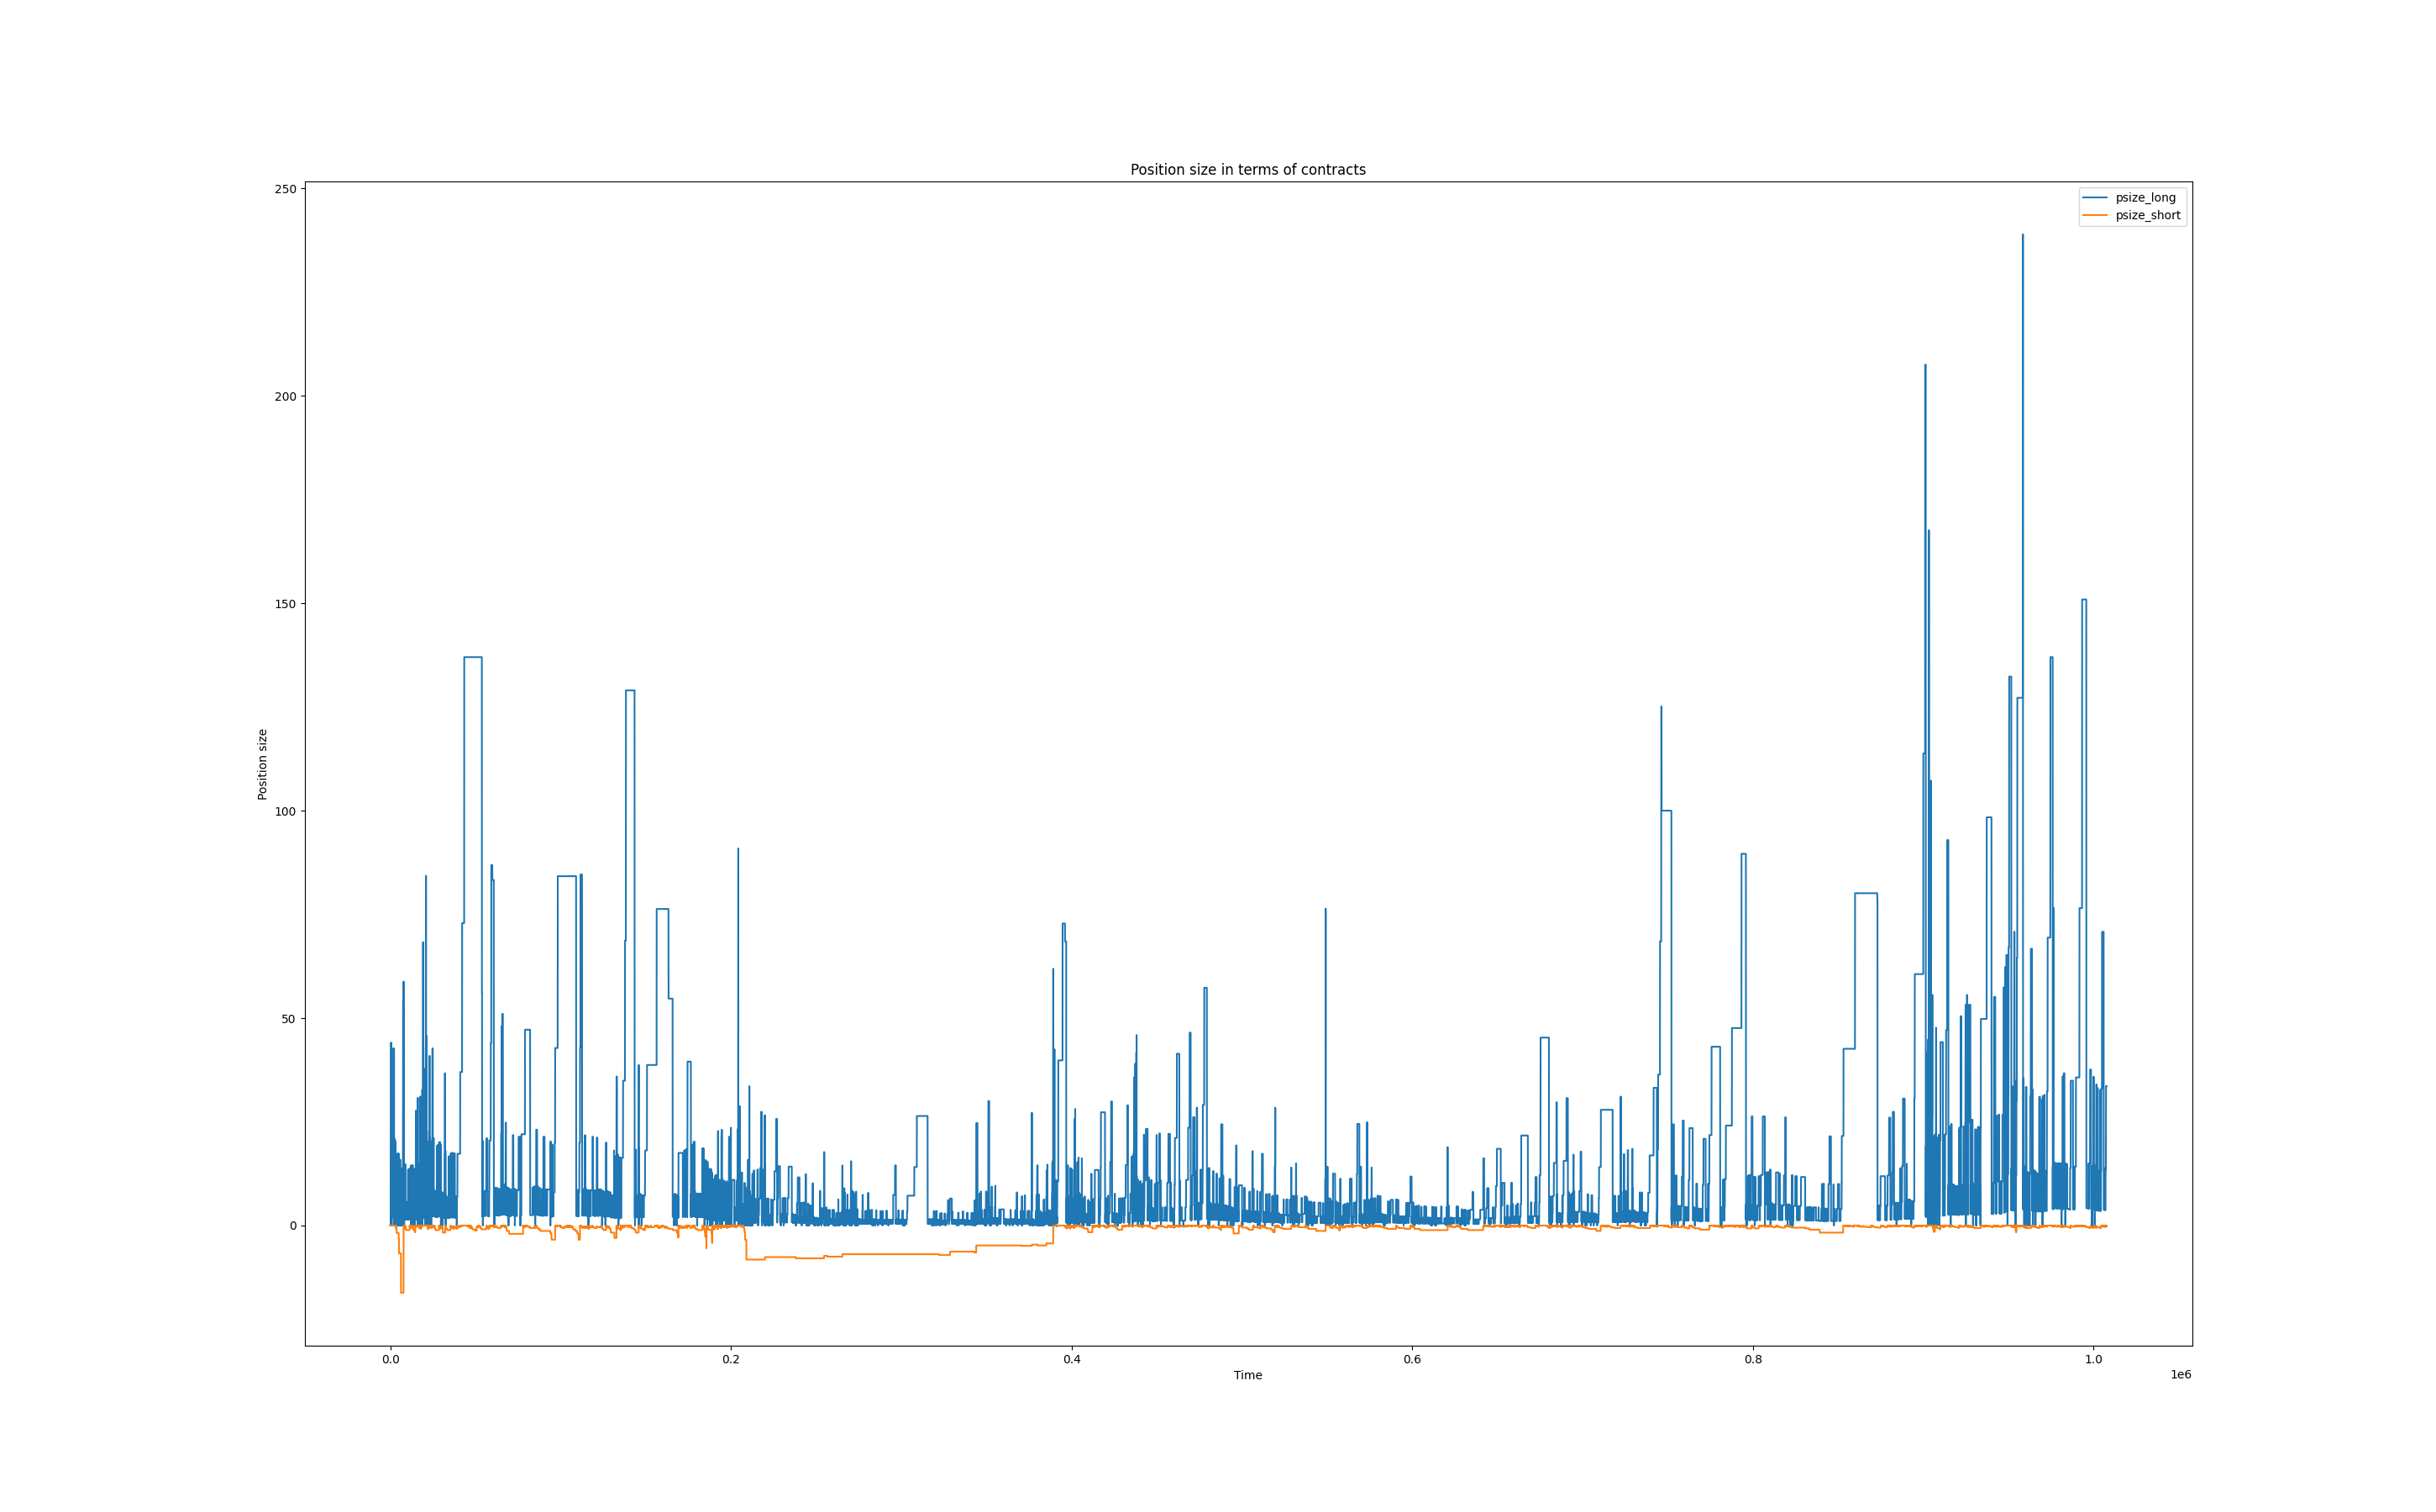 Position size in terms of contracts
psize_long
psize_short
250
200
150
100
50
0
Position size
0.0 0.2 0.4 0.6 0.8 1.0
Time
1e6